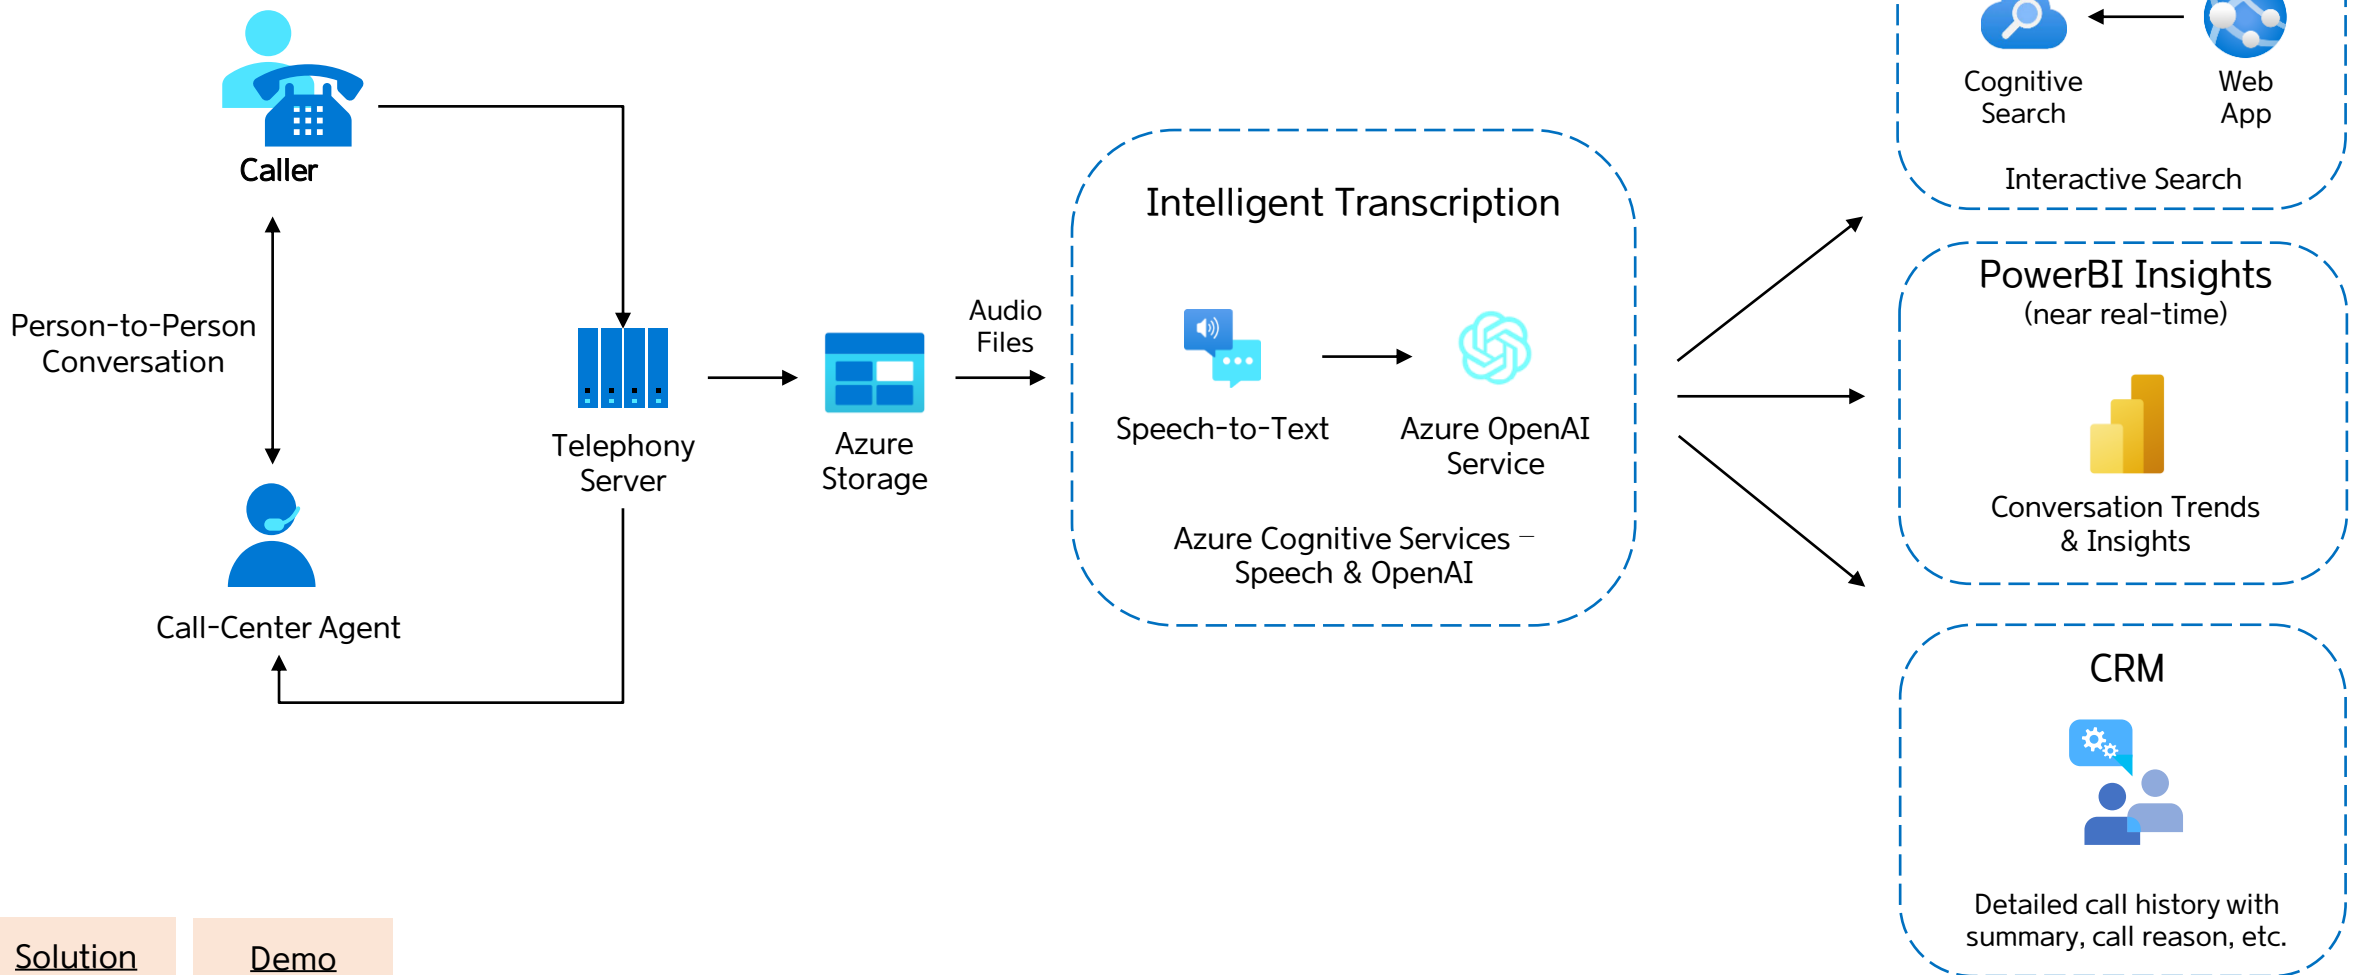 Caller
Person-to-Person
Conversation
Call-Center Agent
Telephony
Server
Azure
Storage
Audio
Files
Intelligent Transcription
Speech-to-Text
Azure OpenAI
Service
Azure Cognitive Services –
Speech & OpenAI
Cognitive
Search
Web
App
Interactive Search
PowerBI Insights
(near real-time)
Conversation Trends
& Insights
CRM
Detailed call history with
summary, call reason, etc.
Solution
Demo